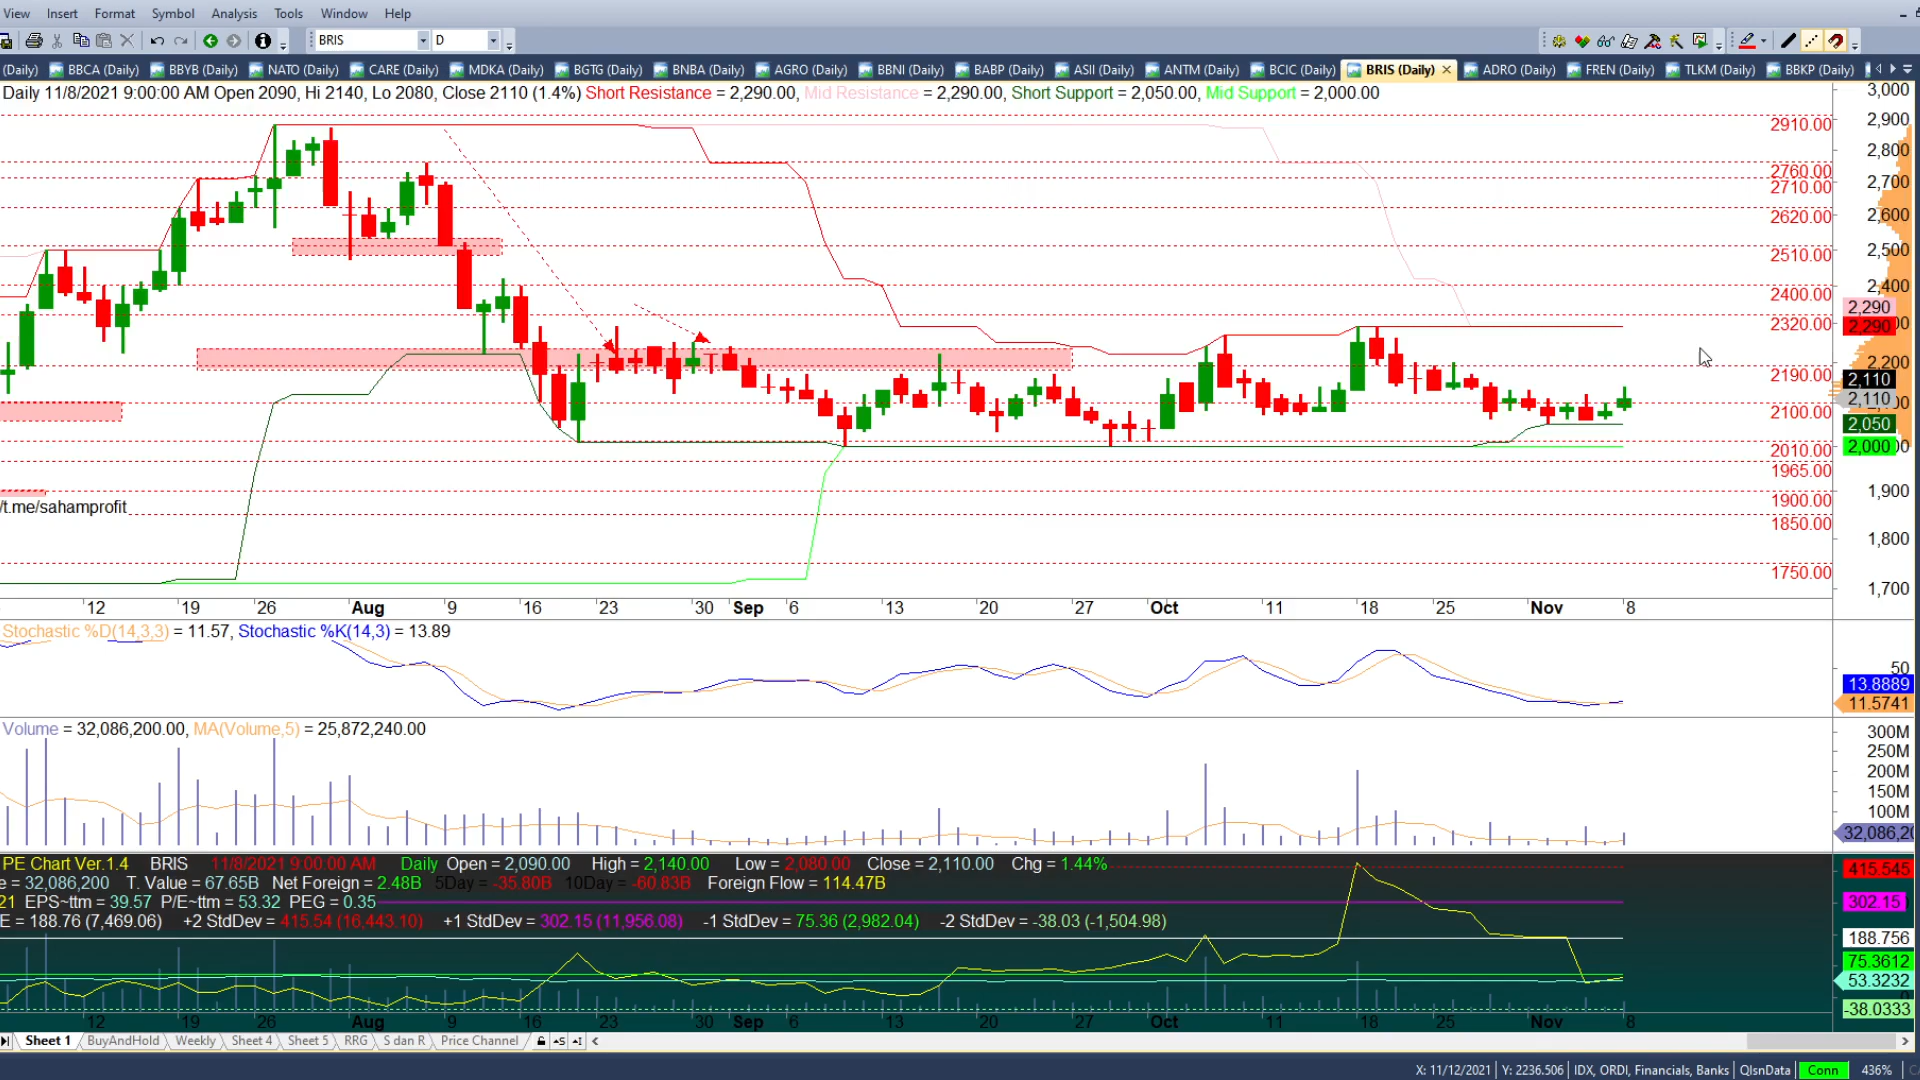 View Insert Format Symbol Analysis Tools Window Help
BRIS D
(Daily) BBCA (Daily) BBYB (Daily) NATO (Daily) CARE (Daily) MDKA (Daily) BGTG (Daily) BNBA (Daily) AGRO (Daily) BBNI (Daily) BABP (Daily) ASII (Daily) ANTM (Daily) BCIC (Daily) BRIS (Daily) ADRO (Daily) FREN (Daily) TLKM (Daily) BBKP (Daily)
Daily 11/8/2021 9:00:00 AM Open 2090, Hi 2140, Lo 2080, Close 2110 (1.4%) Short Resistance = 2,290.00, Mid Resistance = 2,290.00, Short Support = 2,050.00, Mid Support = 2,000.00
3,000
2,900
2910.00
2,800
2760.00
2,700
2710.00
2,600
2620.00
2,500
2510.00
2,400
2400.00
2,290
2320.00
2,290
2,200
2190.00
2,110
2,110
2100.00
2,050
2,000
2010.00
1965.00
1,900
1900.00
/t.me/sahamprofit
1850.00
1,800
1750.00
1,700
12 19 26 Aug 9 16 23 30 Sep 6 13 20 27 Oct 11 18 25 Nov 8
Stochastic %D(14,3,3) = 11.57, Stochastic %K(14,3) = 13.89
50
13.8889
11.5741
Volume = 32,086,200.00, MA(Volume,5) = 25,872,240.00
300M
250M
200M
150M
100M
32,086,20
PE Chart Ver.1.4 BRIS 11/8/2021 9:00:00 AM Daily Open = 2,090.00 High = 2,140.00 Low = 2,080.00 Close = 2,110.00 Chg = 1.44%
e = 32,086,200 T. Value = 67.65B Net Foreign = 2.48B 5Day = -35.80B 10Day = -60.83B Foreign Flow = 114.47B
21 EPS~ttm = 39.57 P/E~ttm = 53.32 PEG = 0.35
E = 188.76 (7,469.06) +2 StdDev = 415.54 (16,443.10) +1 StdDev = 302.15 (11,956.08) -1 StdDev = 75.36 (2,982.04) -2 StdDev = -38.03 (-1,504.98)
415.545
302.15
188.756
75.3612
53.3232
-38.0333
12 19 26 Aug 9 16 23 30 Sep 6 13 20 27 Oct 11 18 25 Nov 8
Sheet 1 BuyAndHold Weekly Sheet 4 Sheet 5 RRG S dan R Price Channel
X: 11/12/2021 Y: 2236.506 IDX, ORDI, Financials, Banks QlsnData Conn 436%